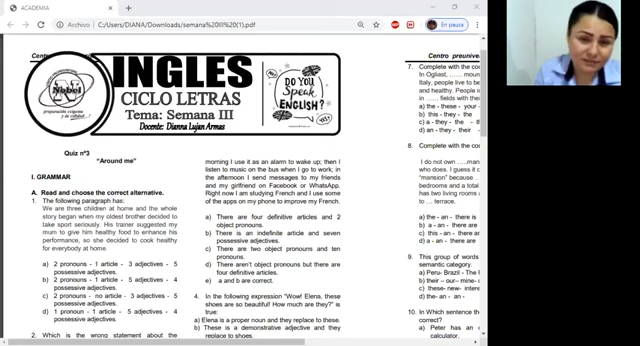 ACADEMIA
Archivo
C:/Users/DIANA/Downloads/semana%20III%20(1).pdf
En pausa
Nobel
preparación exigente
y de calidad...!
INGLES
CICLO LETRAS
Tema: Semana III
Docente: Dianna Lujan Armas
DO YOU
Speak
ENGLISH?
Quiz nº3
"Around me"
I. GRAMMAR
A. Read and choose the correct alternative.
1. The following paragraph has:
We are three children at home and the whole
story began when my oldest brother decided to
take sport seriously. His trainer suggested my
mum to give him healthy food to enhance his
performance, so she decided to cook healthy
for everybody at home.
a) 2 pronouns - 1 article - 3 adjectives - 5
possessive adjectives.
b) 2 pronouns - 1 article - 5 adjectives - 4
possessive adjectives.
c) 2 pronouns - no article - 3 adjectives - 5
possessive adjectives.
d) 1 pronoun - 1 article - 5 adjectives - 4
possessive adjectives.
2. Which is the wrong statement about the
morning I use it as an alarm to wake up; then I
listen to music on the bus when I go to work; in
the afternoon I send messages to my friends
and my girlfriend on Facebook or WhatsApp.
Right now I am studying French and I use some
of the apps on my phone to improve my French.
a) There are four definitive articles and 2
object pronouns.
b) There is an indefinite article and seven
possessive adjectives.
c) There are two object pronouns and ten
pronouns.
d) There aren't object pronouns but there are
four definitive articles.
e) a and b are correct.
4. In the following expression "Wow! Elena, these
shoes are so beautiful! How much are they?" is
true:
a) Elena is a proper noun and they replace to these.
b) These is a demonstrative adjective and they
replace to shoes.
Centro preunive
7. Complete with the
In Ogliast, ...... moun
Italy, people live to be
and healthy. People i
in ...... fields with the
a) the - these - your -
b) this - they - the
c) a - they - the
d) an - they - their
8. Complete with the
I do not own .....man
who does. I guess it
"mansion" because
bedrooms and a total
has two living rooms
to ... terrace.
a) the - an - there is
b) a - an - there are
c) this - an - there ar
d) a - an - there are
9. This group of words
semantic category.
a) Peru- Brazil - The
b) their – our – mine -
c) these- new- intere
d) the- an - an -
10. In Which sentence th
correct?
a) Peter has an
calculator.